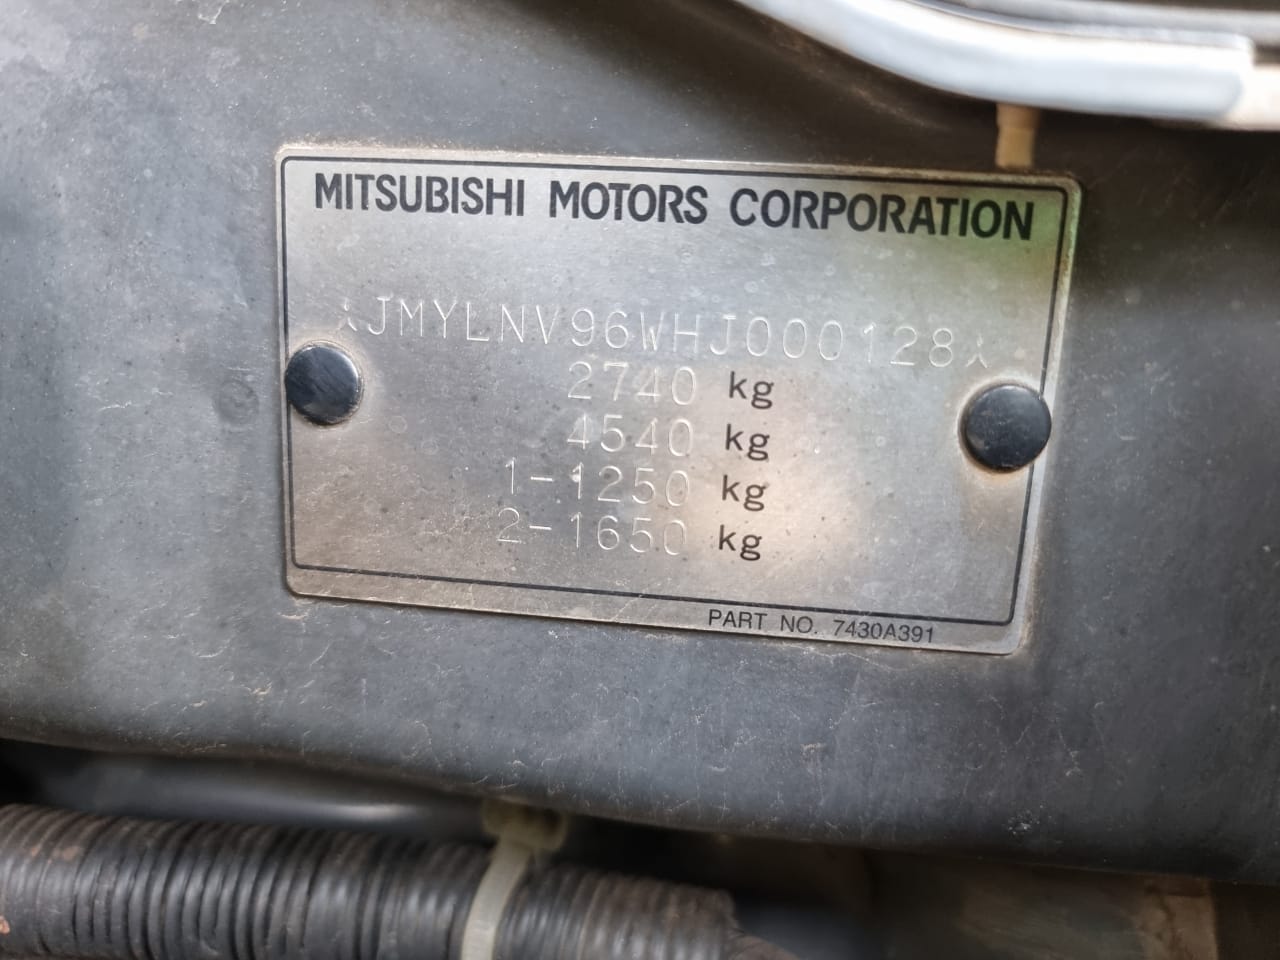 MITSUBISHI MOTORS CORPORATION
JMYLNV96WHJ000128
2740 kg
4540 kg
1-1250 kg
2-1650 kg
PART NO. 7430A391